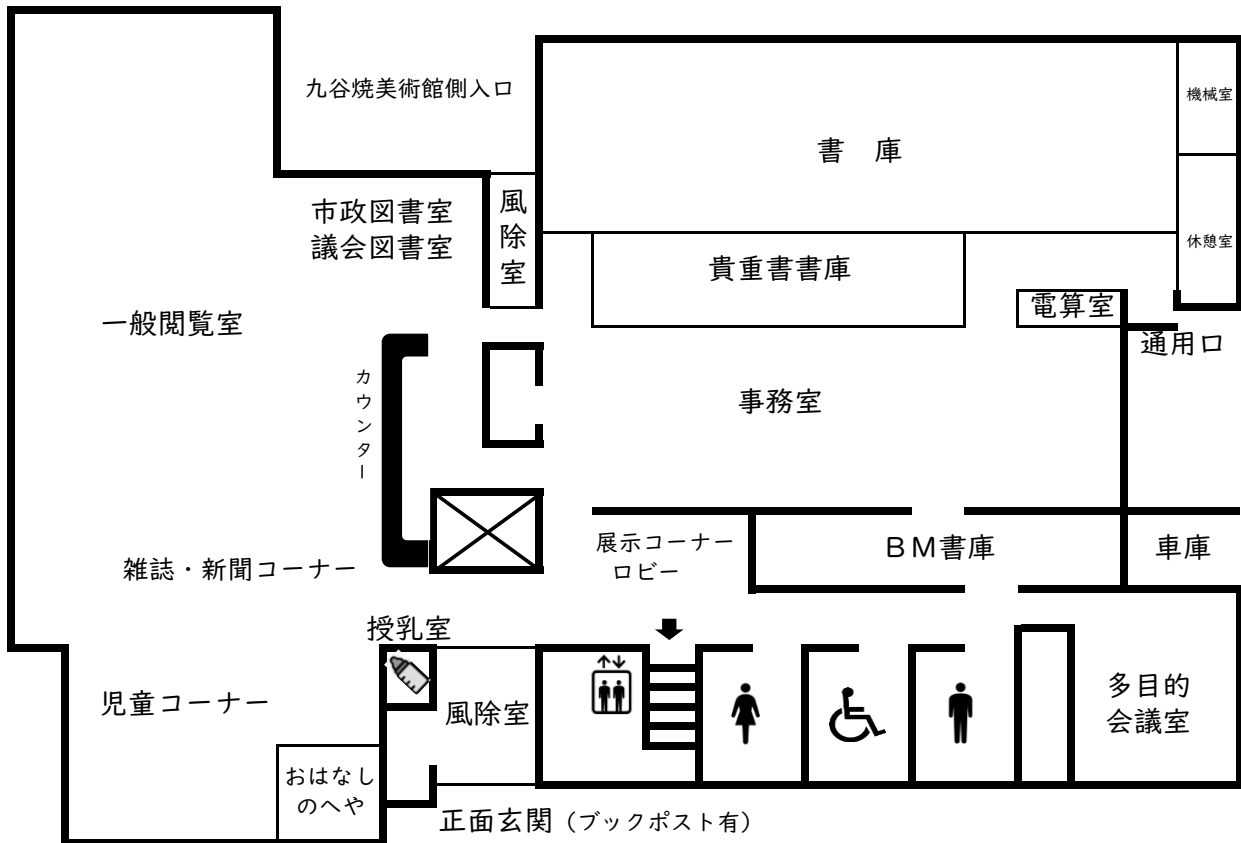 九谷焼美術館側入口
機械室
書　庫
市政図書室
議会図書室
風除室
休憩室
貴重書書庫
電算室
一般閲覧室
通用口
カウンター
事務室
展示コーナー
ロビー
ＢＭ書庫
車庫
雑誌・新聞コーナー
授乳室
児童コーナー
風除室
多目的
会議室
おはなし
のへや
正面玄関（ブックポスト有）